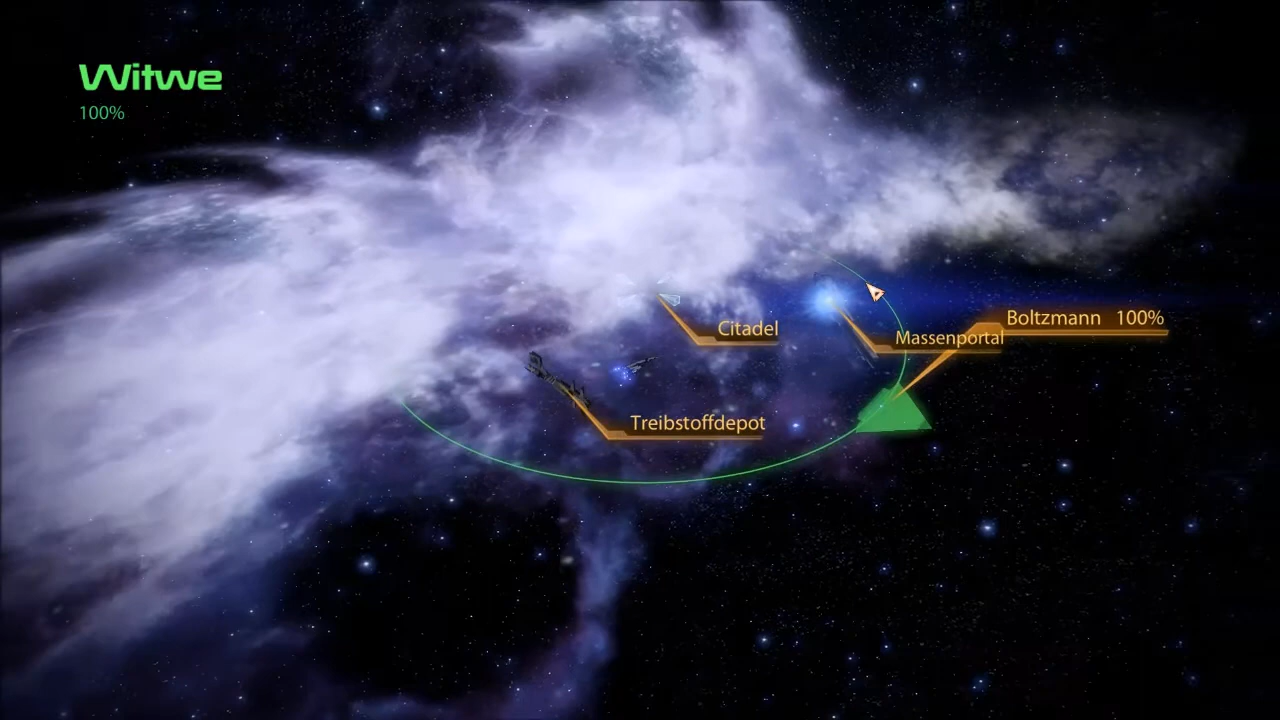 Witwe
100%
Boltzmann 100%
Citadel
Massenportal
Treibstoffdepot